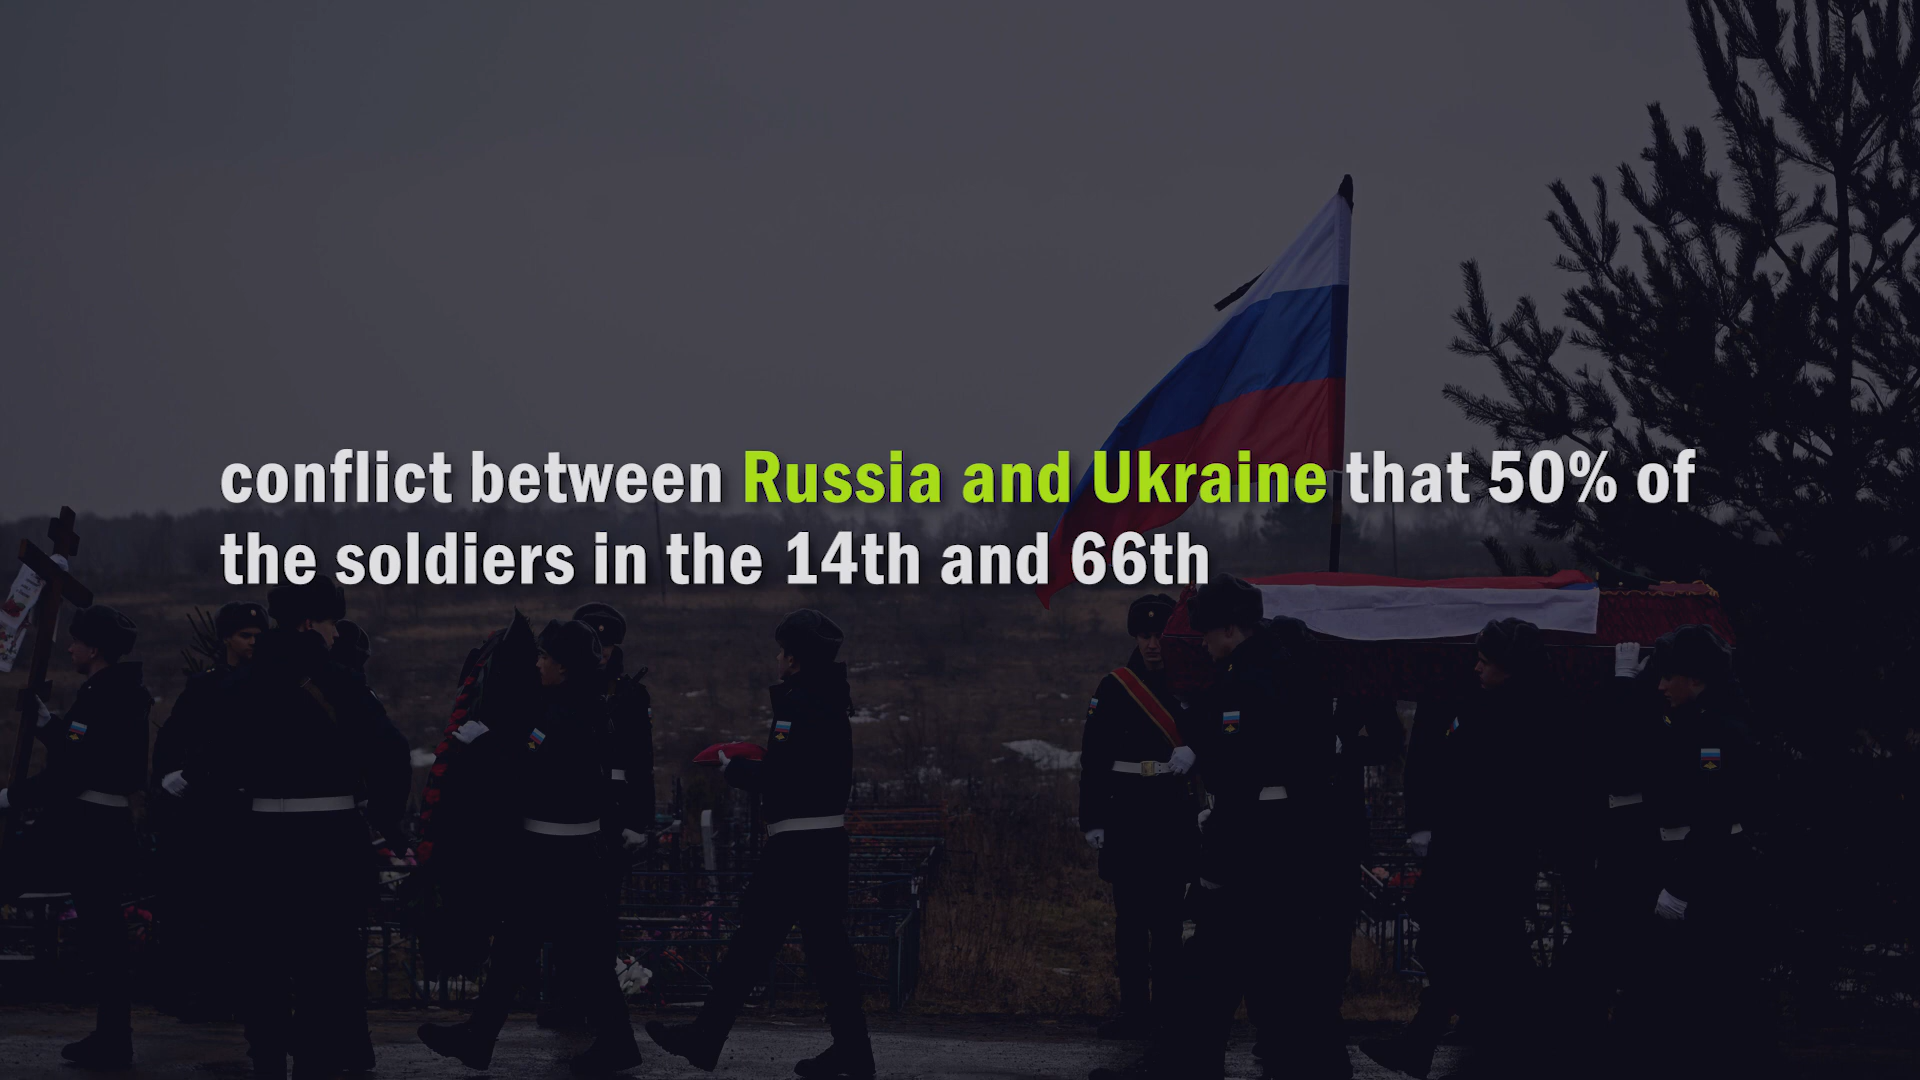 conflict between Russia and Ukraine that 50% of
the soldiers in the 14th and 66th